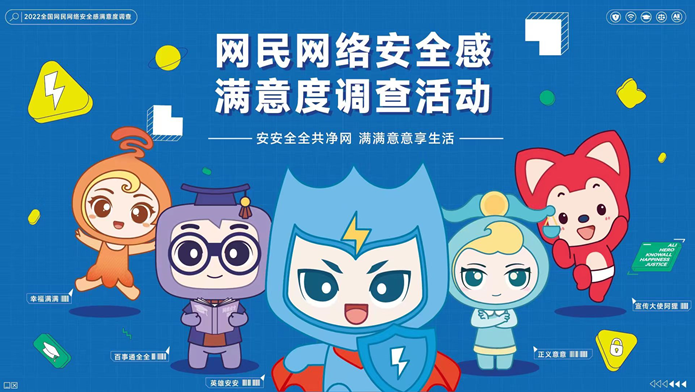 2022全国网民网络安全感满意度调查
网民网络安全感
满意度调查活动
安安全全共净网 满满意意享生活
ALI
HERO
KNOWALL
HAPPINESS
JUSTICE
幸福满满
宣传大使阿狸
百事通全全
正义意意
英雄安安